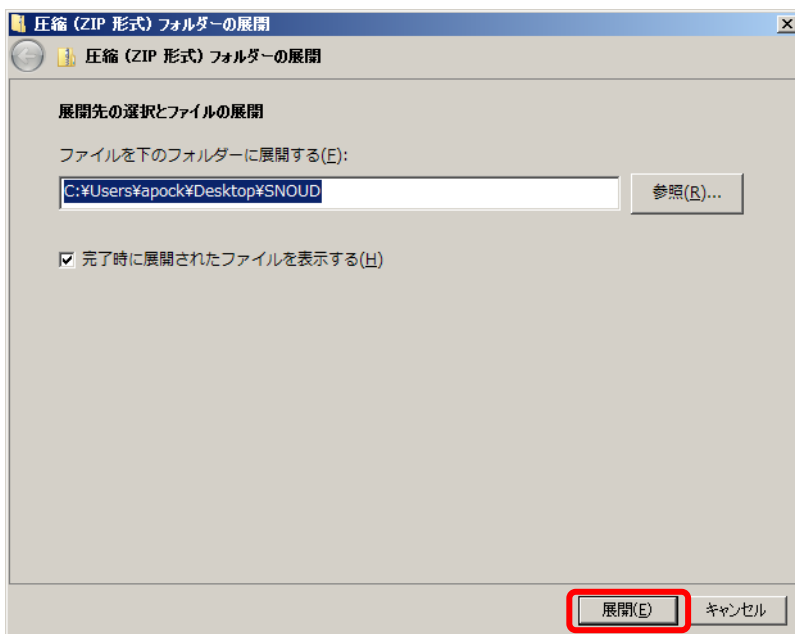 圧縮 (ZIP 形式) フォルダーの展開
圧縮 (ZIP 形式) フォルダーの展開
展開先の選択とファイルの展開
ファイルを下のフォルダーに展開する(F):
C:¥Users¥apock¥Desktop¥SNOUD
参照(R)...
完了時に展開されたファイルを表示する(H)
展開(E)
キャンセル